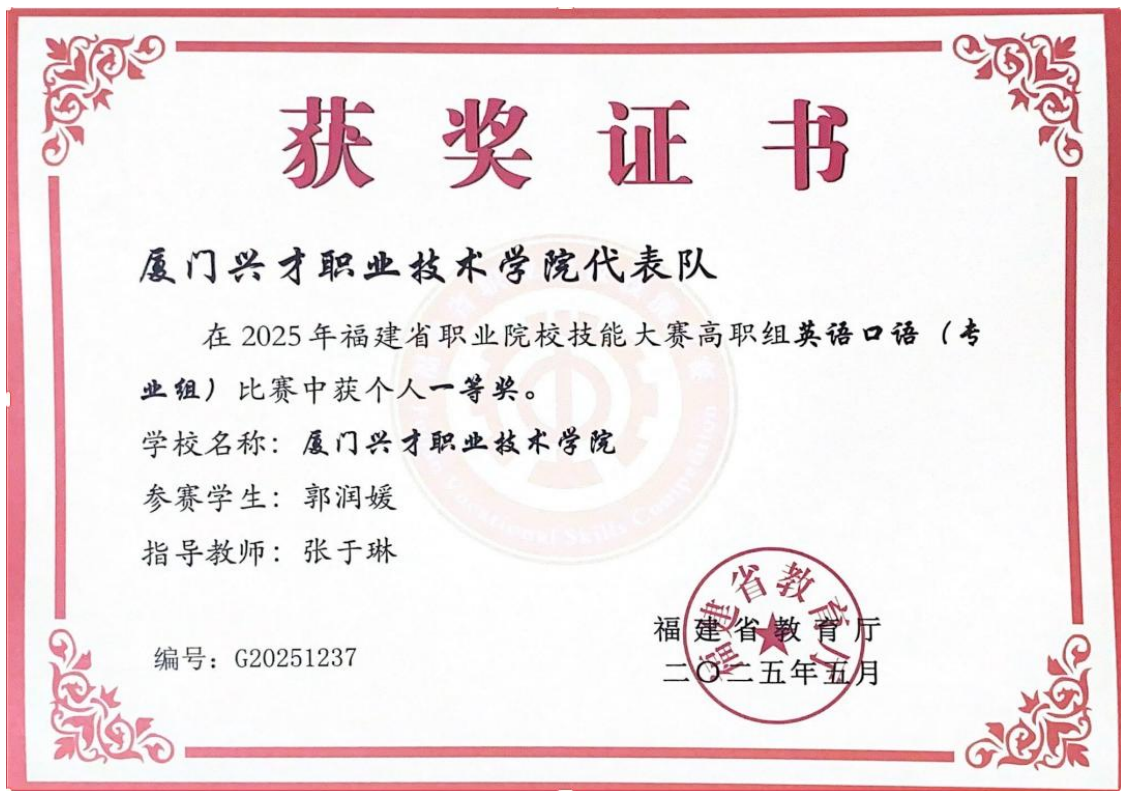 获奖证书
厦门兴才职业技术学院代表队
在2025年福建省职业院校技能大赛高职组英语口语（专
业组）比赛中获个人一等奖。
学校名称：厦门兴才职业技术学院
参赛学生：郭润媛
指导教师：张于琳
福建省教育厅
福建省教育厅
二〇二五年五月
编号：G20251237